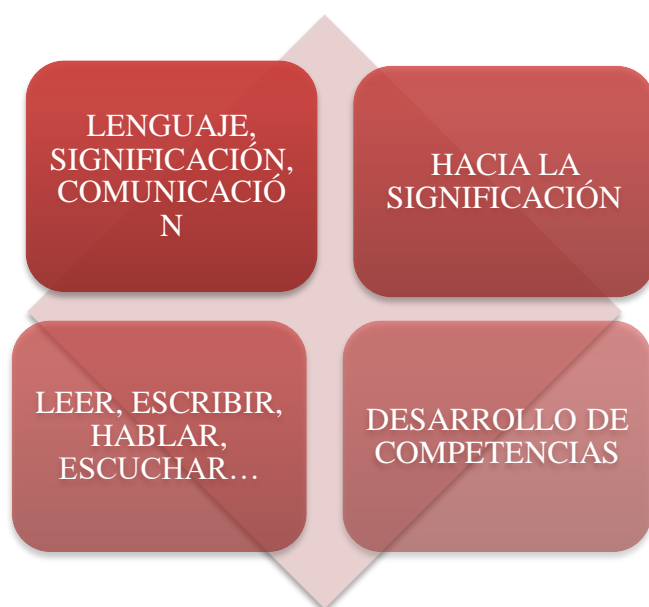 LENGUAJE,
SIGNIFICACIÓN,
COMUNICACIÓ
N
HACIA LA
SIGNIFICACIÓN
LEER, ESCRIBIR,
HABLAR,
ESCUCHAR…
DESARROLLO DE
COMPETENCIAS